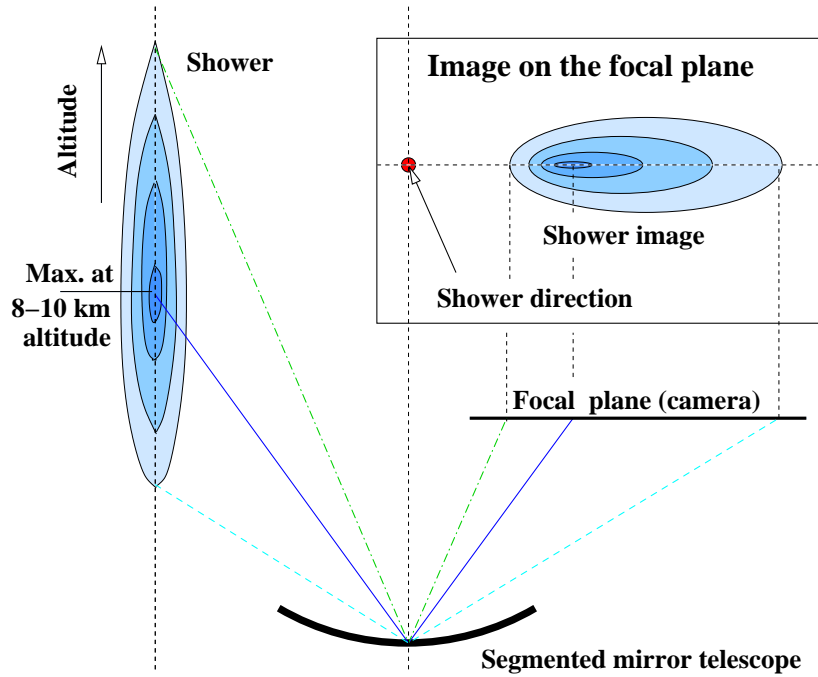 Shower
Altitude
Max. at
8–10 km
altitude
Image on the focal plane
Shower image
Shower direction
Focal plane (camera)
Segmented mirror telescope